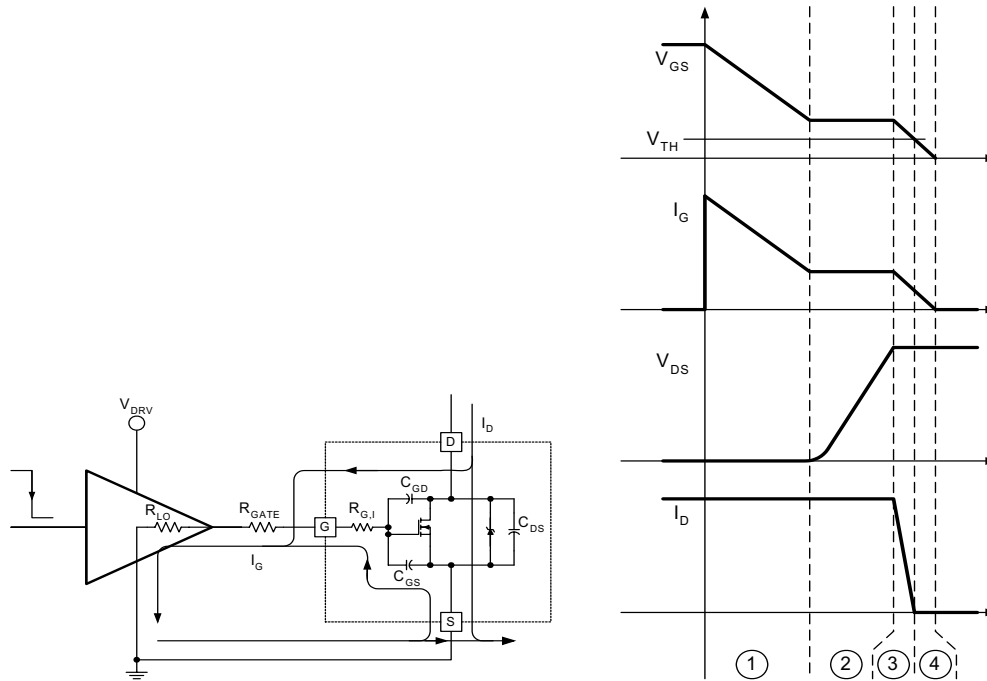 V_DRV
R_LO
R_GATE
I_G
G
R_G,I
C_GD
C_GS
D
I_D
C_DS
S
V_GS
V_TH
I_G
V_DS
I_D
1
2
3
4